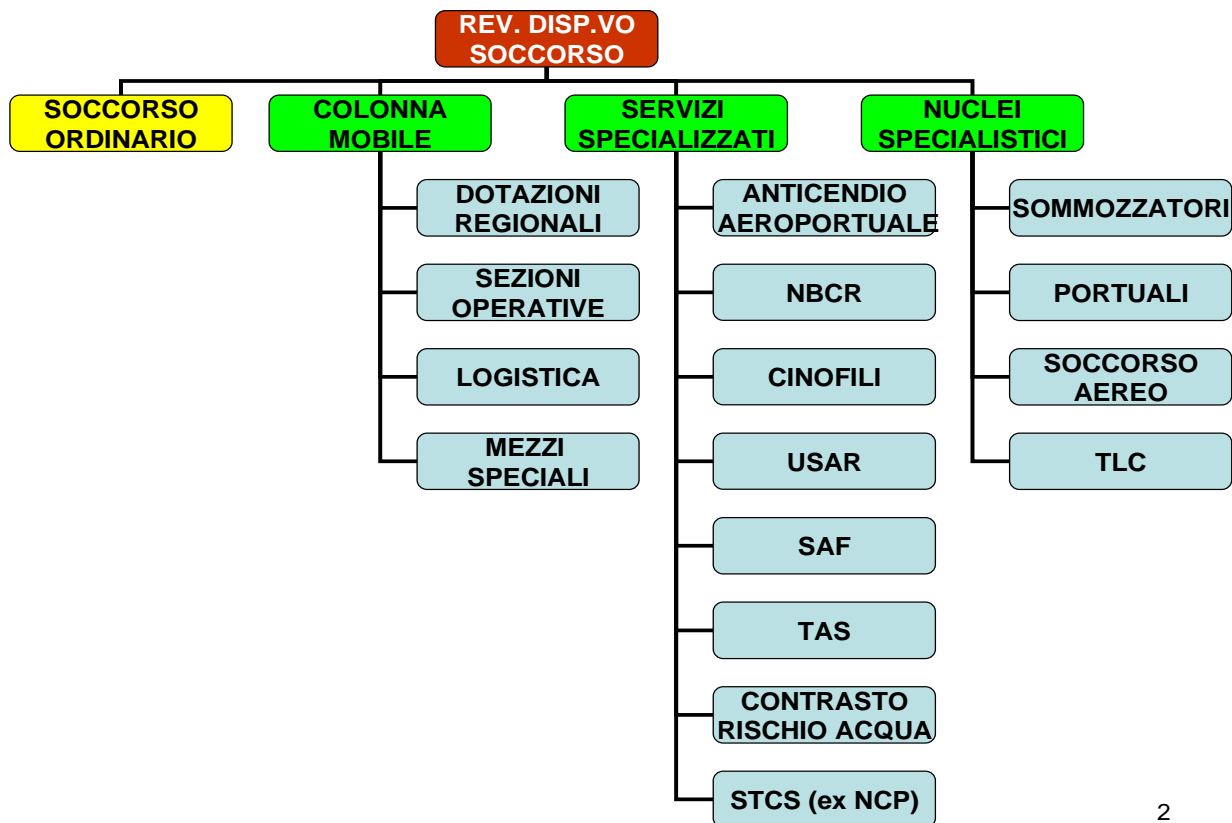 REV. DISP.VO
SOCCORSO
SOCCORSO
ORDINARIO
COLONNA
MOBILE
SERVIZI
SPECIALIZZATI
NUCLEI
SPECIALISTICI
DOTAZIONI
REGIONALI
SEZIONI
OPERATIVE
LOGISTICA
MEZZI
SPECIALI
ANTICENDIO
AEROPORTUALE
NBCR
CINOFILI
USAR
SAF
TAS
CONTRASTO
RISCHIO ACQUA
STCS (ex NCP)
SOMMOZZATORI
PORTUALI
SOCCORSO
AEREO
TLC
2